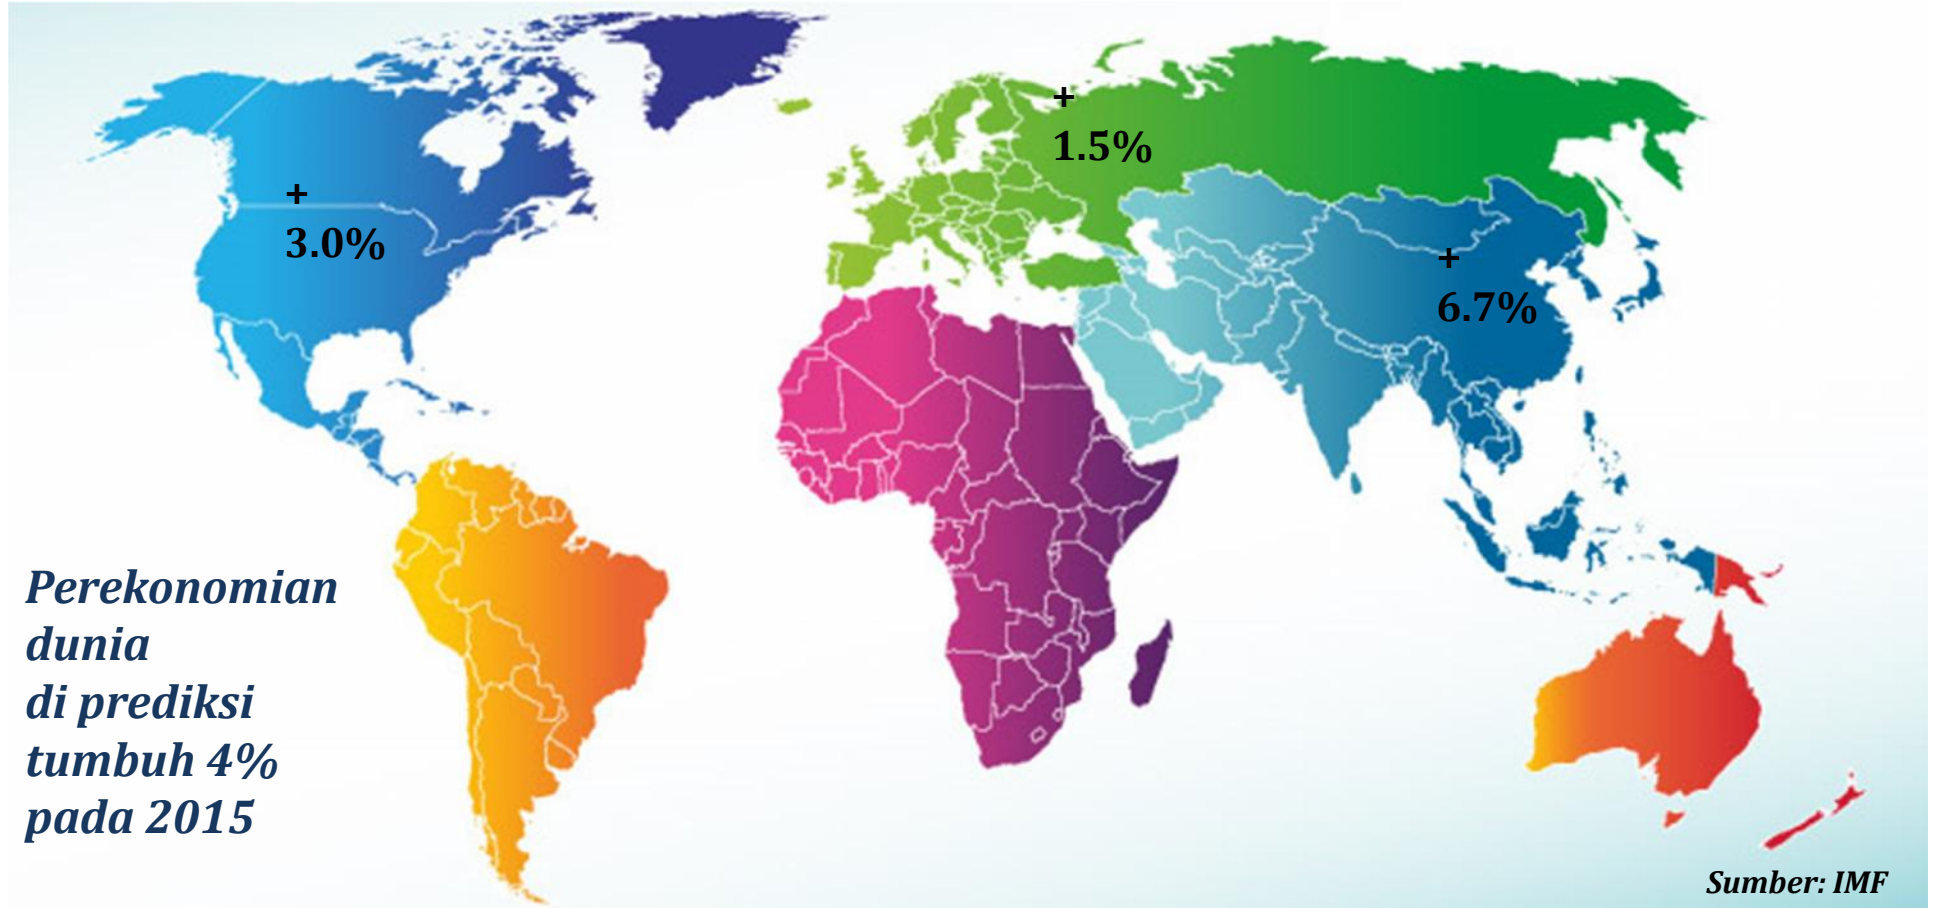 +
1.5%
+
3.0%
+
6.7%
Perekonomian
dunia
di prediksi
tumbuh 4%
pada 2015
Sumber: IMF